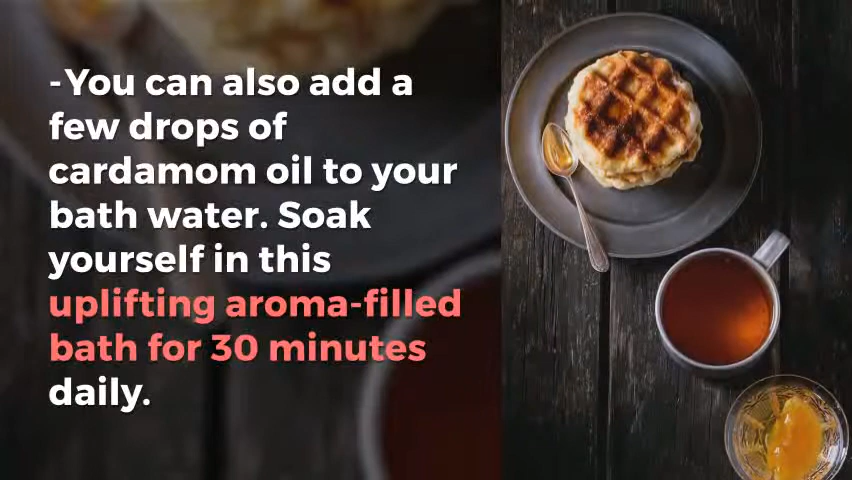 -You can also add a
few drops of
cardamom oil to your
bath water. Soak
yourself in this
uplifting aroma-filled
bath for 30 minutes
daily.